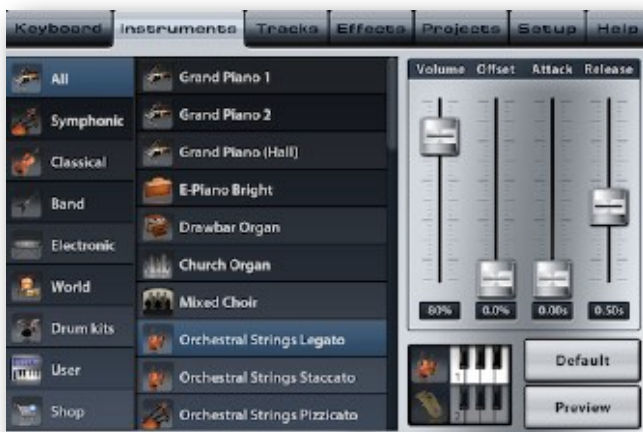 Keyboard Instruments Tracks Effects Projects Setup Help
All
Symphonic
Classical
Band
Electronic
World
Drum kits
User
Shop
Grand Piano 1
Grand Piano 2
Grand Piano (Hall)
E-Piano Bright
Drawbar Organ
Church Organ
Mixed Choir
Orchestral Strings Legato
Orchestral Strings Staccato
Orchestral Strings Pizzicato
Volume Offset Attack Release
80% 0.0% 0.00s 0.50s
1
2
Default
Preview